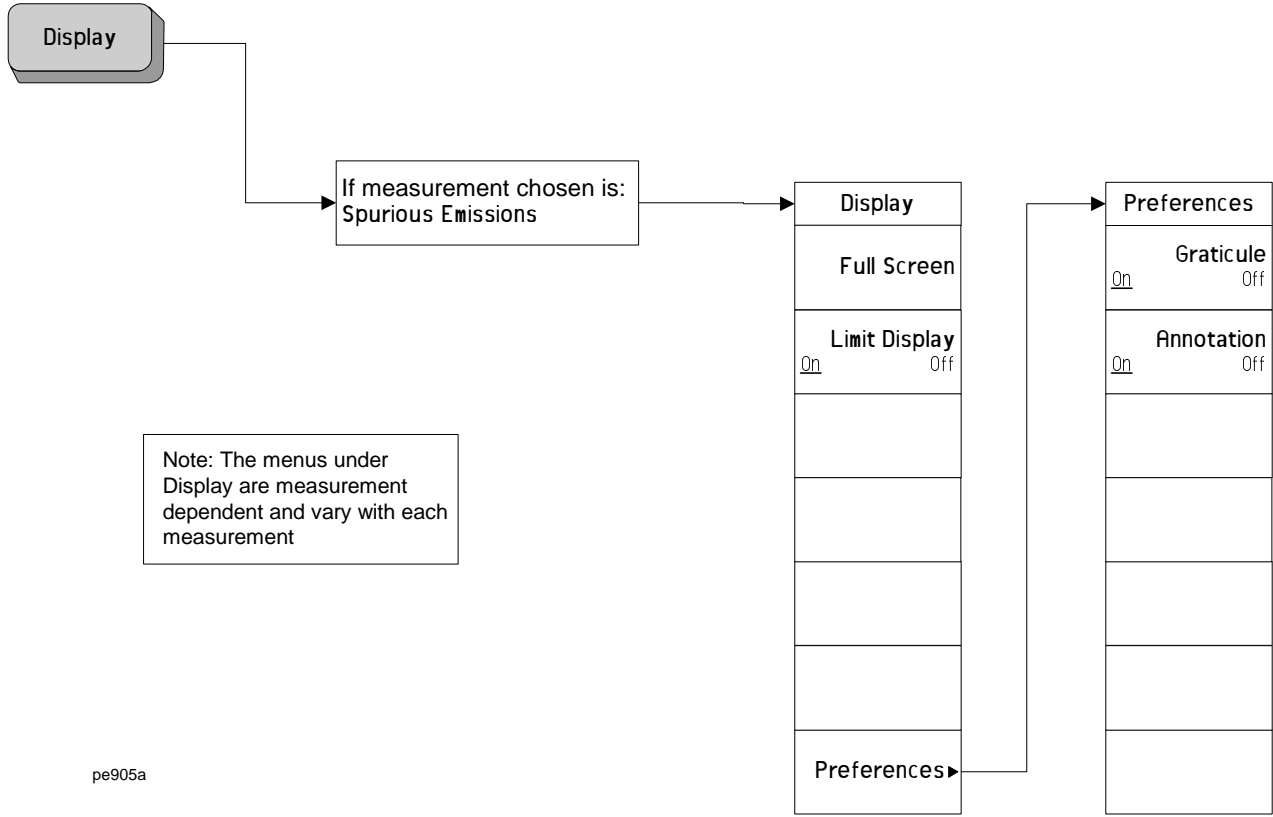 Display
If measurement chosen is:
Spurious Emissions
Display
Full Screen
Limit Display
On Off
Preferences
Preferences
Graticule
On Off
Annotation
On Off
Note: The menus under
Display are measurement
dependent and vary with each
measurement
pe905a